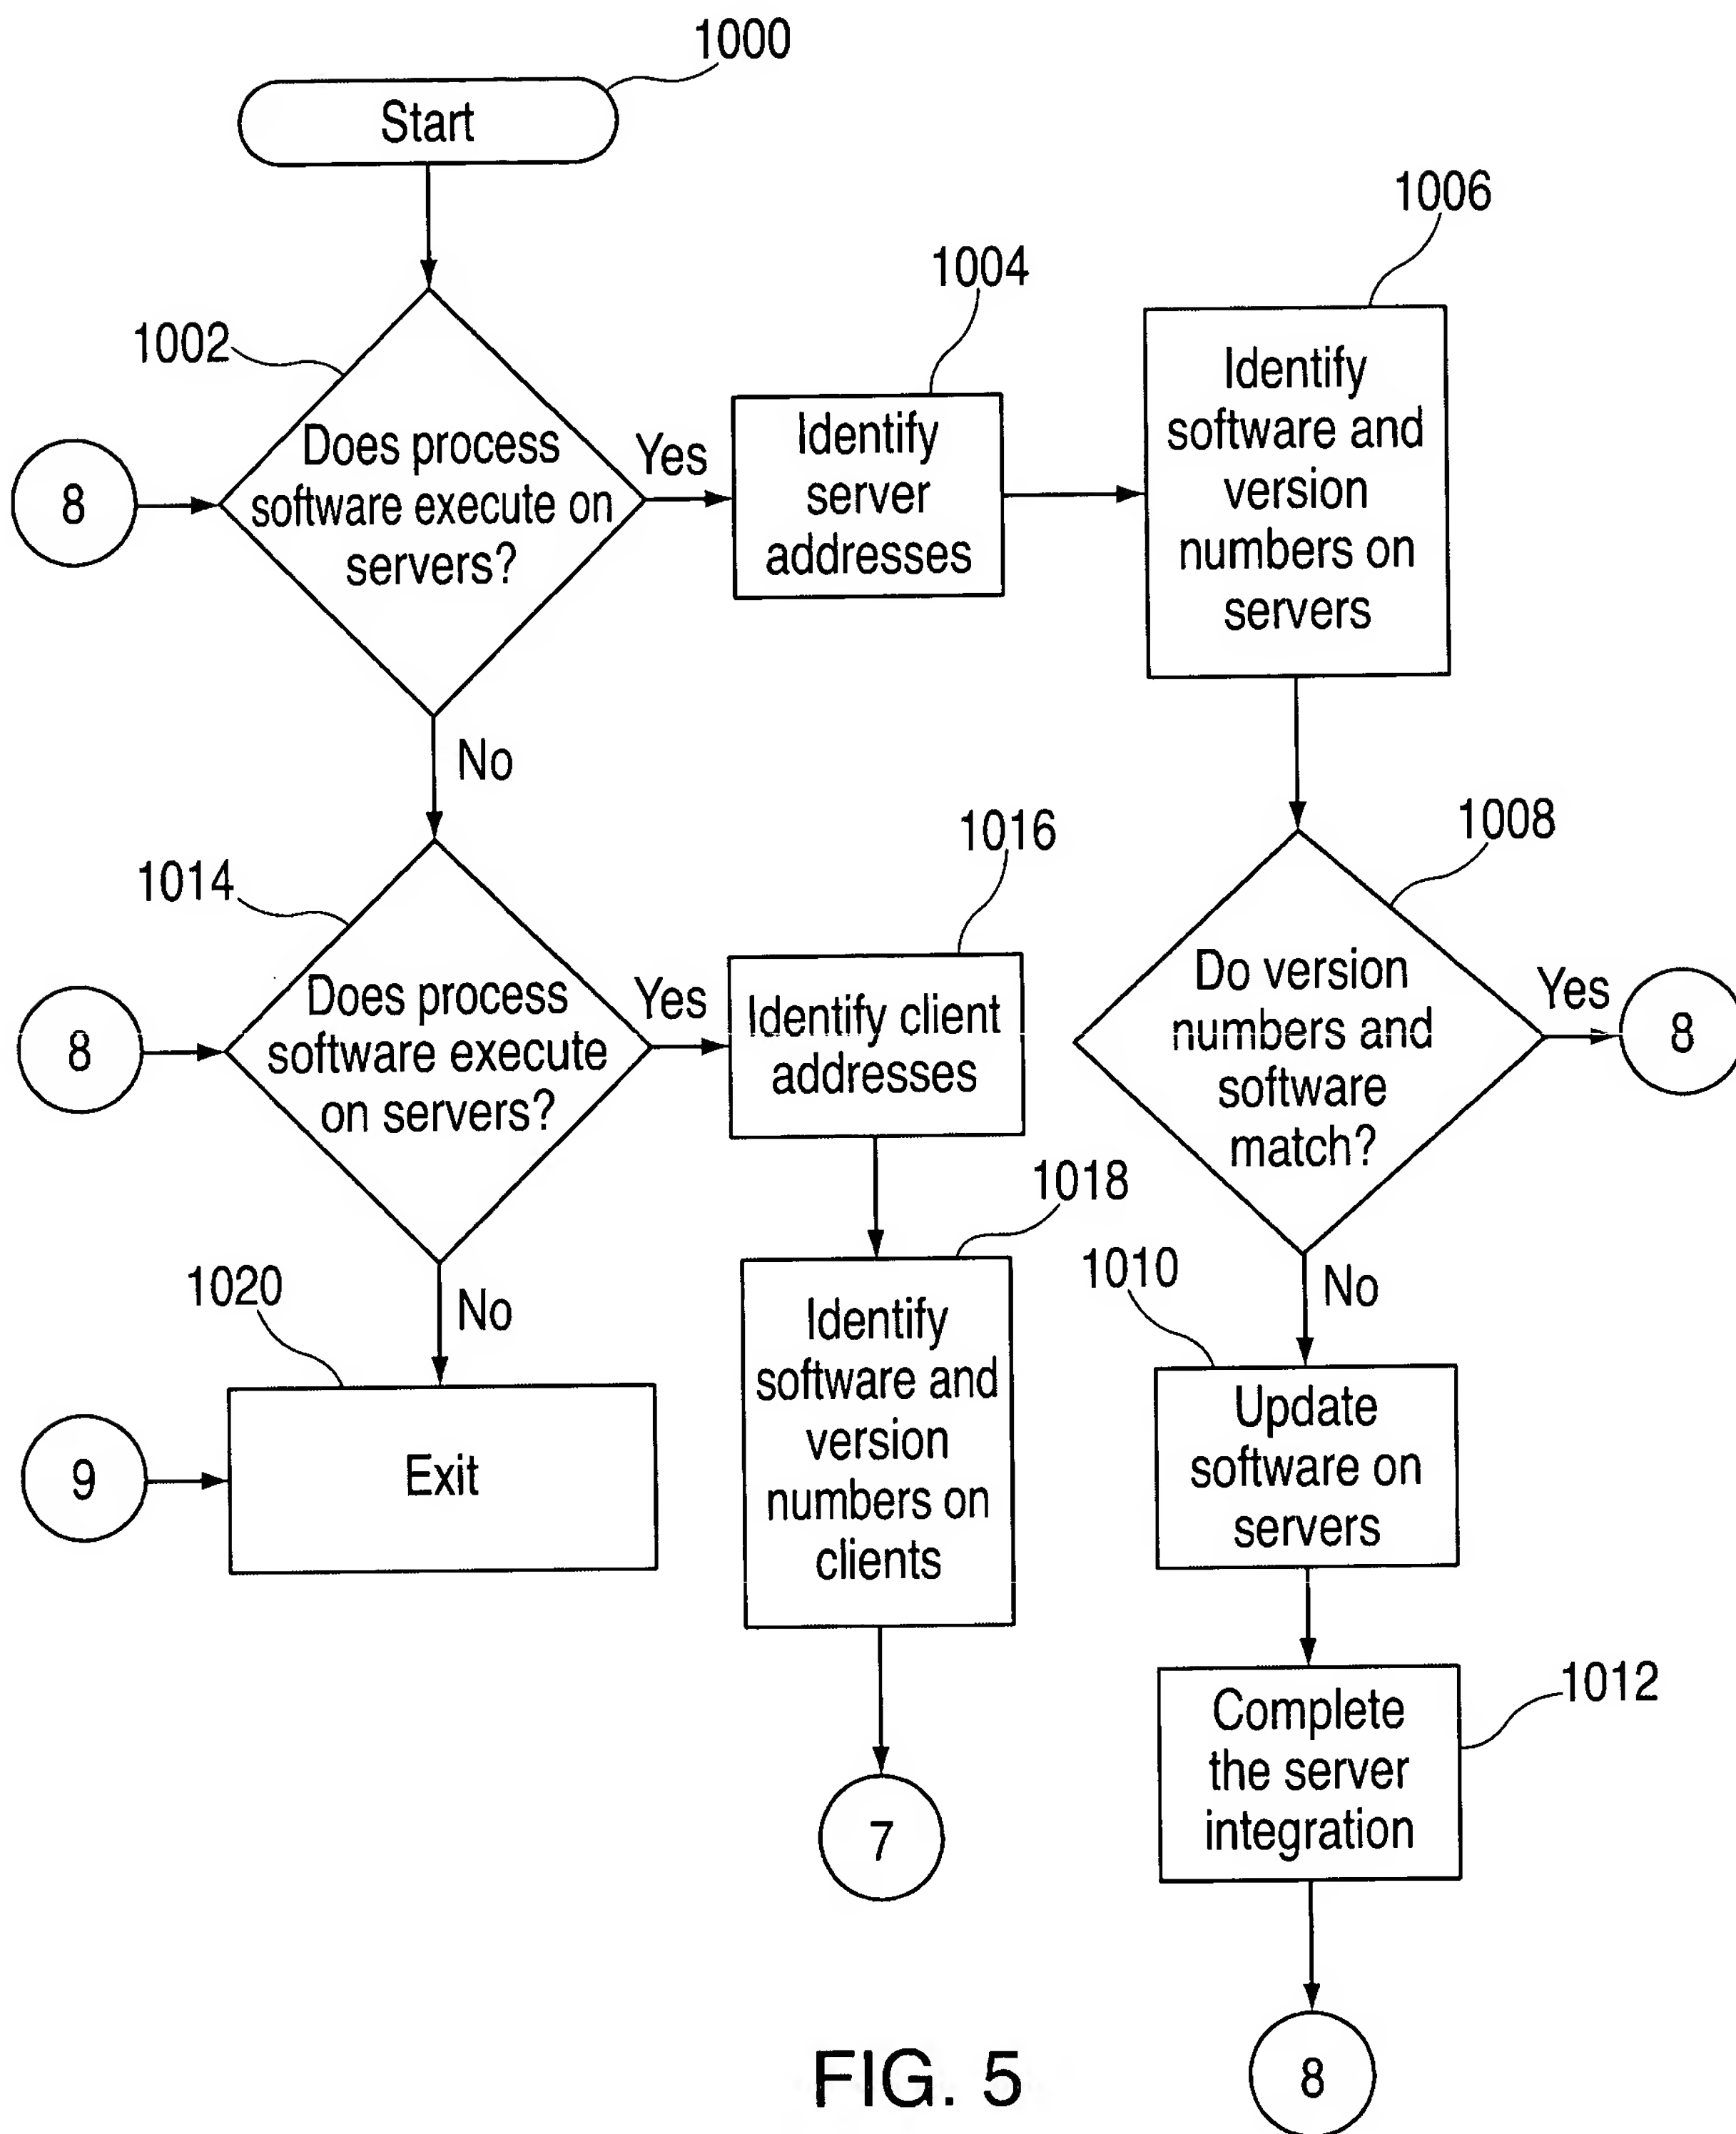 1000
Start
1006
1004
1002
Identify
software and
version
numbers on
servers
Identify
server
addresses
Yes
Does process
software execute on
servers?
8
No
1008
1016
1014
Do version
numbers and
software
match?
Yes
8
Identify client
addresses
Yes
Does process
software execute
on servers?
8
1018
1010
No
1020
No
Identify
software and
version
numbers on
clients
Update
software on
servers
Exit
9
1012
Complete
the server
integration
7
8
FIG. 5